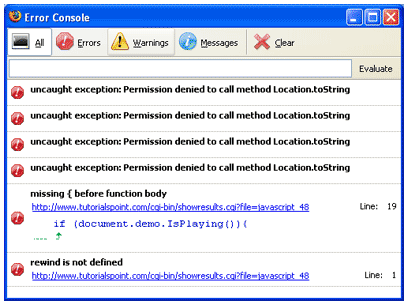 Error Console
All Errors Warnings Messages Clear
Evaluate
uncaught exception: Permission denied to call method Location.toString
uncaught exception: Permission denied to call method Location.toString
uncaught exception: Permission denied to call method Location.toString
uncaught exception: Permission denied to call method Location.toString
missing { before function body
http://www.tutorialspoint.com/cgi-bin/showresults.cgi?file=javascript_48 Line: 19
if (document.demo.IsPlaying()){
rewind is not defined
http://www.tutorialspoint.com/cgi-bin/showresults.cgi?file=javascript_48 Line: 1